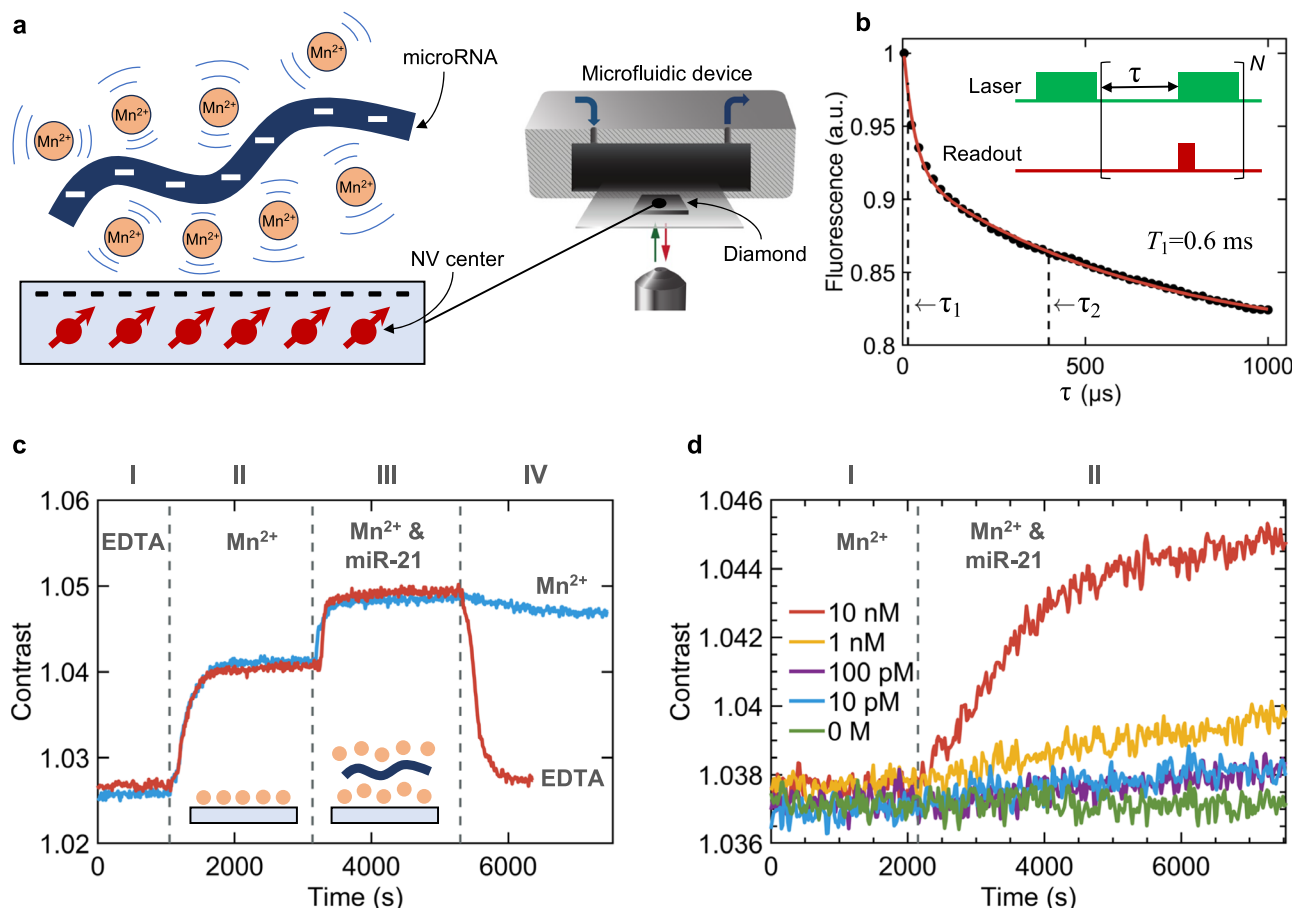 a
Mn²⁺
microRNA
Mn²⁺
Mn²⁺
Mn²⁺
Mn²⁺
Mn²⁺
Mn²⁺
Mn²⁺
NV center
Microfluidic device
Diamond
b
Fluorescence (a.u.)
1
0.95
0.9
0.85
0.8
Laser
τ
N
Readout
T₁=0.6 ms
←τ₁
←τ₂
0
500
1000
τ (μs)
c
I
II
III
IV
Contrast
1.06
1.05
1.04
1.03
1.02
EDTA
Mn²⁺
Mn²⁺ &
miR-21
Mn²⁺
EDTA
0
2000
4000
6000
Time (s)
d
I
II
Contrast
1.046
1.044
1.042
1.04
1.038
1.036
Mn²⁺
Mn²⁺ &
miR-21
10 nM
1 nM
100 pM
10 pM
0 M
0
2000
4000
6000
Time (s)